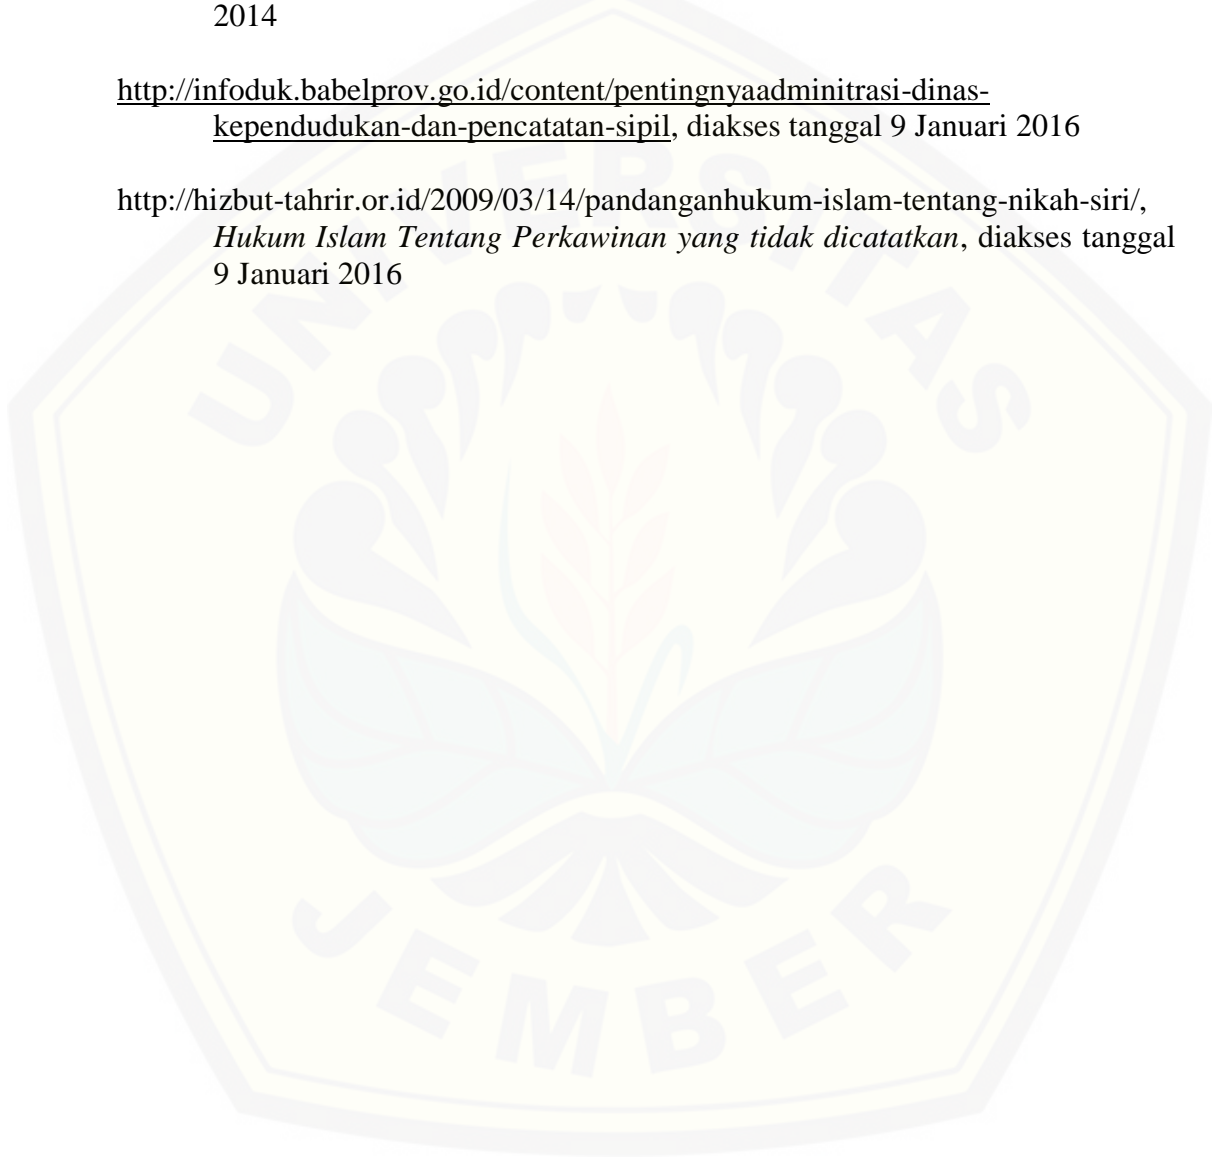 2014
http://infoduk.babelprov.go.id/content/pentingnyaadminitrasi-dinas-
kependudukan-dan-pencatatan-sipil, diakses tanggal 9 Januari 2016
http://hizbut-tahrir.or.id/2009/03/14/pandanganhukum-islam-tentang-nikah-siri/,
Hukum Islam Tentang Perkawinan yang tidak dicatatkan, diakses tanggal
9 Januari 2016
UNIVERSITAS
JEMBER